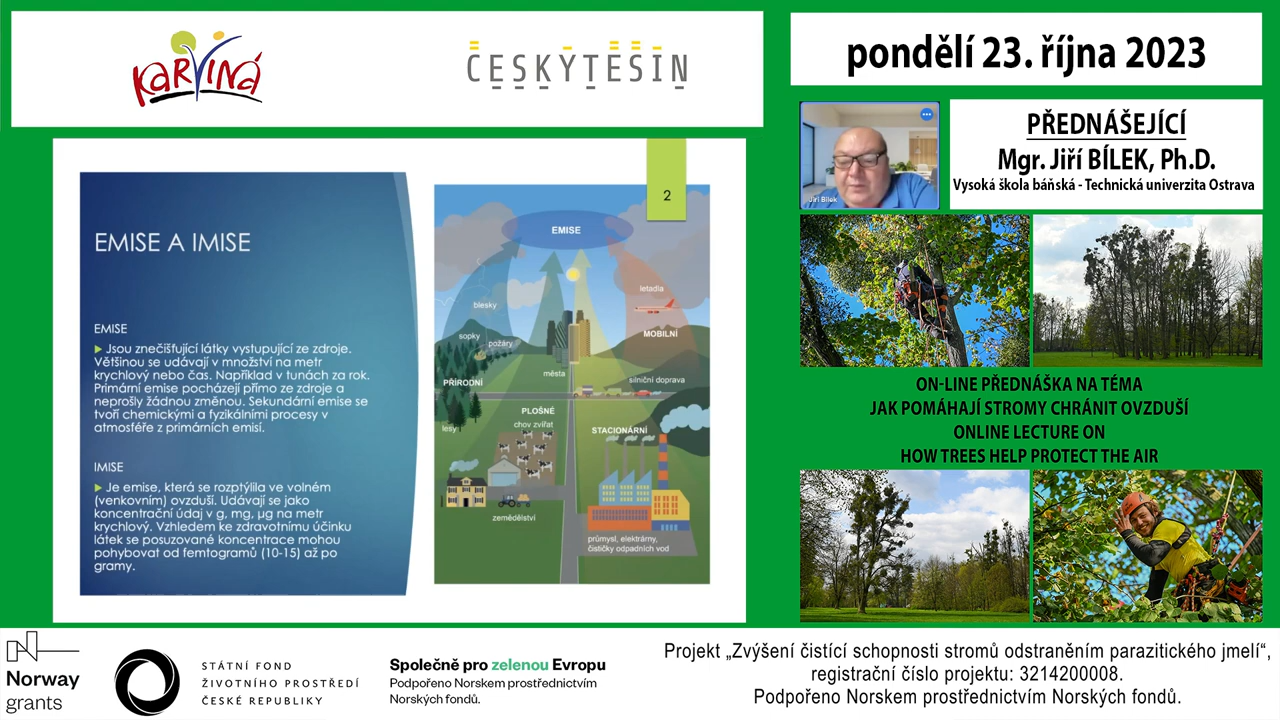 Karviná
ČESKÝ TĚŠÍN
pondělí 23. října 2023
PŘEDNÁŠEJÍCÍ
Mgr. Jiří BÍLEK, Ph.D.
Vysoká škola báňská - Technická univerzita Ostrava
Jiří Bílek
2
EMISE A IMISE
EMISE
Jsou znečišťující látky vystupující ze zdroje.
Většinou se udávají v množství na metr
krychlový nebo čas. Například v tunách za rok.
Primární emise pocházejí přímo ze zdroje a
neprošly žádnou změnou. Sekundární emise se
tvoří chemickými a fyzikálními procesy v
atmosféře z primárních emisí.
IMISE
Je emise, která se rozptýlila ve volném
(venkovním) ovzduší. Udávají se jako
koncentrační údaj v g, mg, µg na metr
krychlový. Vzhledem ke zdravotnímu účinku
látek se posuzované koncentrace mohou
pohybovat od femtogramů (10-15) až po
gramy.
EMISE
blesky
letadla
sopky
požáry
MOBILNÍ
města
PŘÍRODNÍ
silniční doprava
PLOŠNÉ
chov zvířat
lesy
STACIONÁRNÍ
zemědělství
průmysl, elektrárny,
čističky odpadních vod
ON-LINE PŘEDNÁŠKA NA TÉMA
JAK POMÁHAJÍ STROMY CHRÁNIT OVZDUŠÍ
ONLINE LECTURE ON
HOW TREES HELP PROTECT THE AIR
Norway
grants
STÁTNÍ FOND
ŽIVOTNÍHO PROSTŘEDÍ
ČESKÉ REPUBLIKY
Společně pro zelenou Evropu
Podpořeno Norskem prostřednictvím
Norských fondů.
Projekt „Zvýšení čistící schopnosti stromů odstraněním parazitického jmelí“,
registrační číslo projektu: 3214200008.
Podpořeno Norskem prostřednictvím Norských fondů.